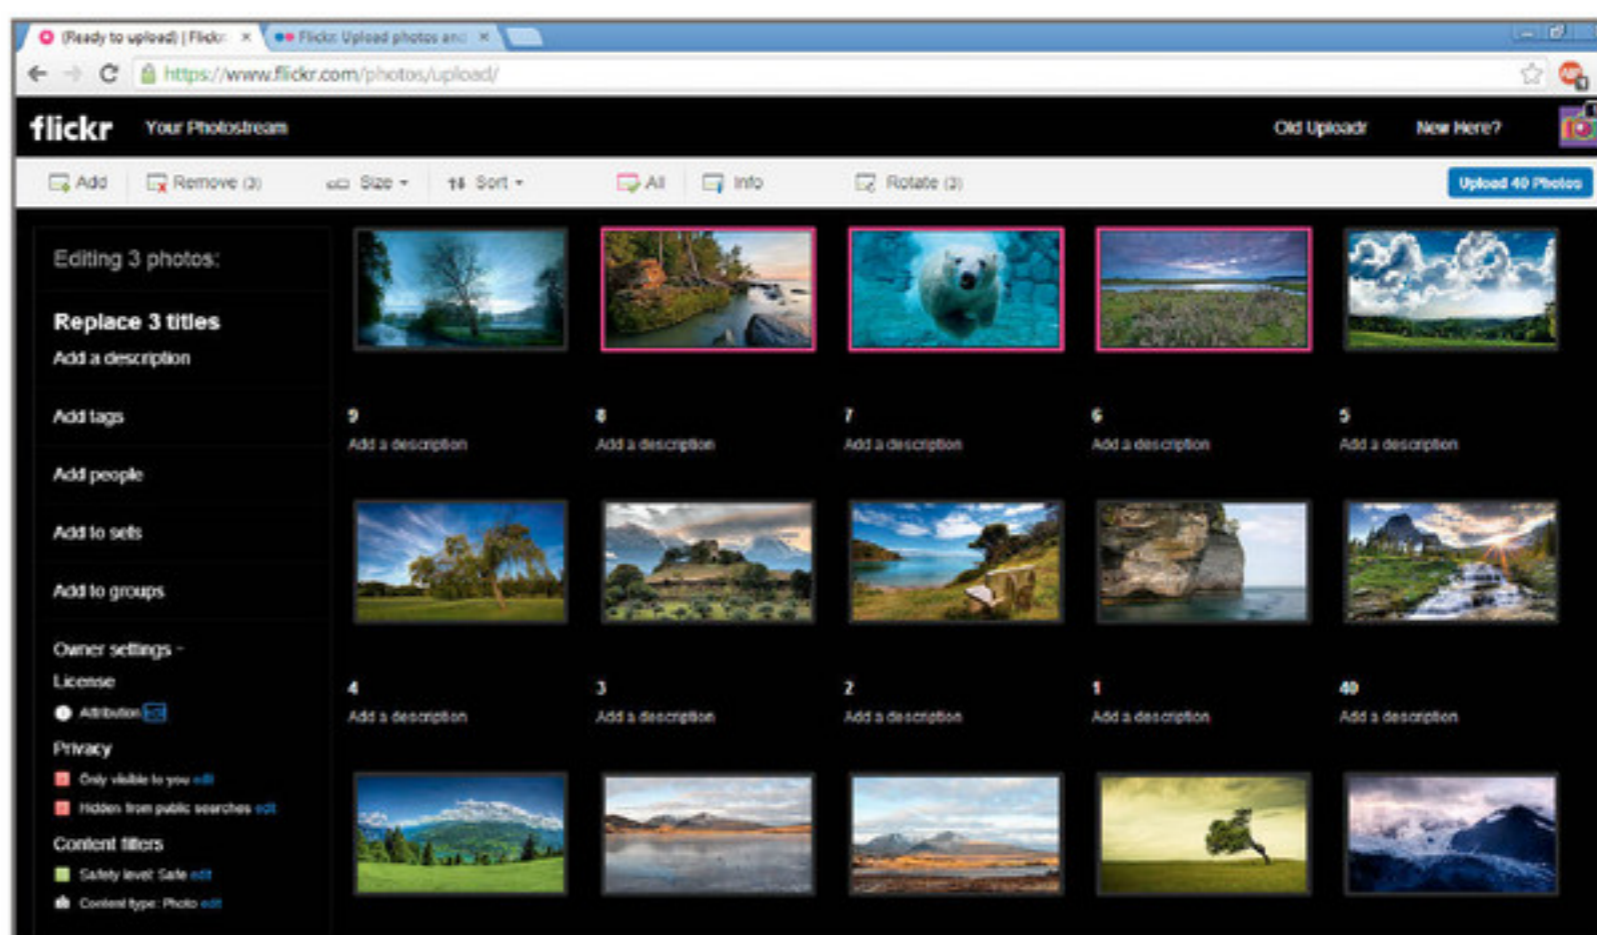 (Ready to upload) | Flickr
Flickr: Upload photos and
https://www.flickr.com/photos/upload/
flickr Your Photostream Old Uploadr New Here?
Add Remove (3) Size Sort All Info Rotate (3) Upload 40 Photos
Editing 3 photos:
Replace 3 titles
Add a description
Add tags
Add people
Add to sets
Add to groups
Owner settings -
License
Attribution edit
Privacy
Only visible to you edit
Hidden from public searches edit
Content filters
Safety level: Safe edit
Content type: Photo edit
9 8 7 6 5
Add a description Add a description Add a description Add a description Add a description
4 3 2 1 40
Add a description Add a description Add a description Add a description Add a description